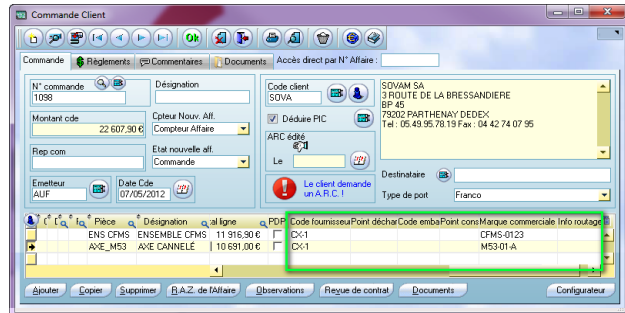 Commande Client
Ok
Commande Règlements Commentaires Documents Accès direct par N° Affaire :
N° commande Désignation Code client
1098 SOVA
SOVAM SA
3 ROUTE DE LA BRESSANDIERE
BP 45
79202 PARTHENAY DEDEX
Tel : 05.49.95.78.19 Fax : 04 42 74 07 95
Montant cde Cpteur Nouv. Aff. Déduire PIC
22 607,90 € Compteur Affaire
ARC édité
Rep com Etat nouvelle aff.
Commande Le
Destinataire
Emetteur Date Cde Le client demande
AUF 07/05/2012 un A.R.C. !
Type de port Franco
Pièce Désignation al ligne PDP Code fournisseu Point déchar Code emba Point cons Marque commerciale Info routage
ENS CFMS ENSEMBLE CFMS 11 916,90 € CX-1 CFMS-0123
AXE_M53 AXE CANNELÉ 10 691,00 € CX-1 M53-01-A
Ajouter Copier Supprimer R.A.Z. de l'Affaire Observations Revue de contrat Documents Configurateur